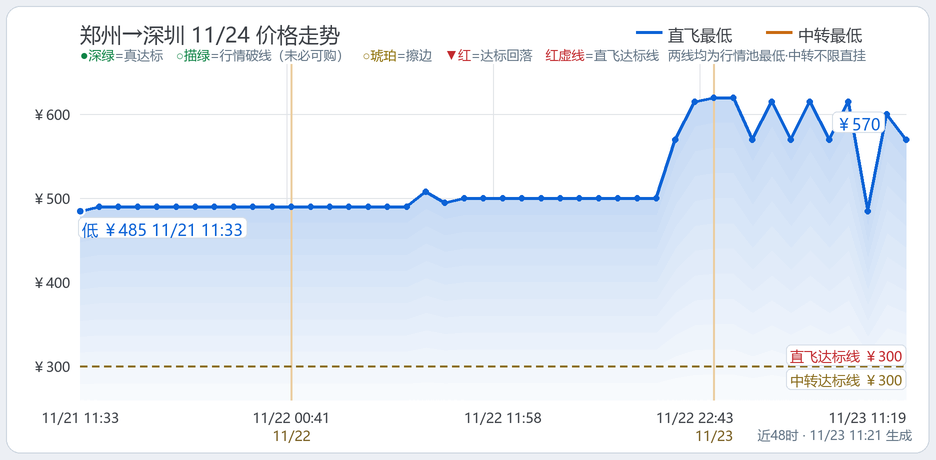 郑州→深圳 11/24 价格走势
直飞最低 中转最低
●深绿=真达标 ○描绿=行情破线（未必可购） ○琥珀=擦边 ▼红=达标回落 红虚线=直飞达标线 两线均为行情池最低·中转不限直挂
¥600
¥570
¥500
低 ¥485 11/21 11:33
¥400
直飞达标线 ¥300
¥300
中转达标线 ¥300
11/21 11:33 11/22 00:41 11/22 11:58 11/22 22:43 11/23 11:19
11/22 11/23 近48时 · 11/23 11:21 生成